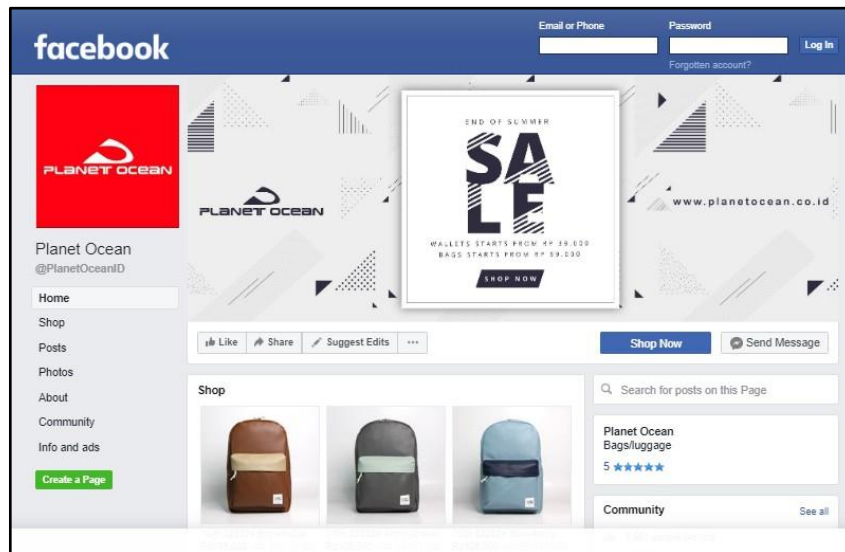 facebook
Email or Phone
Password
Log In
Forgotten account?
PLANET OCEAN
Planet Ocean
@PlanetOceanID
Home
Shop
Posts
Photos
About
Community
Info and ads
Create a Page
PLANET OCEAN
END OF SUMMER
SA
LE
WALLETS STARTS FROM RP 39.000
BAGS STARTS FROM RP 59.000
SHOP NOW
www.planetocean.co.id
Like
Share
Suggest Edits
Shop Now
Send Message
Shop
Search for posts on this Page
Planet Ocean
Bags/luggage
5 ★★★★★
Community
See all